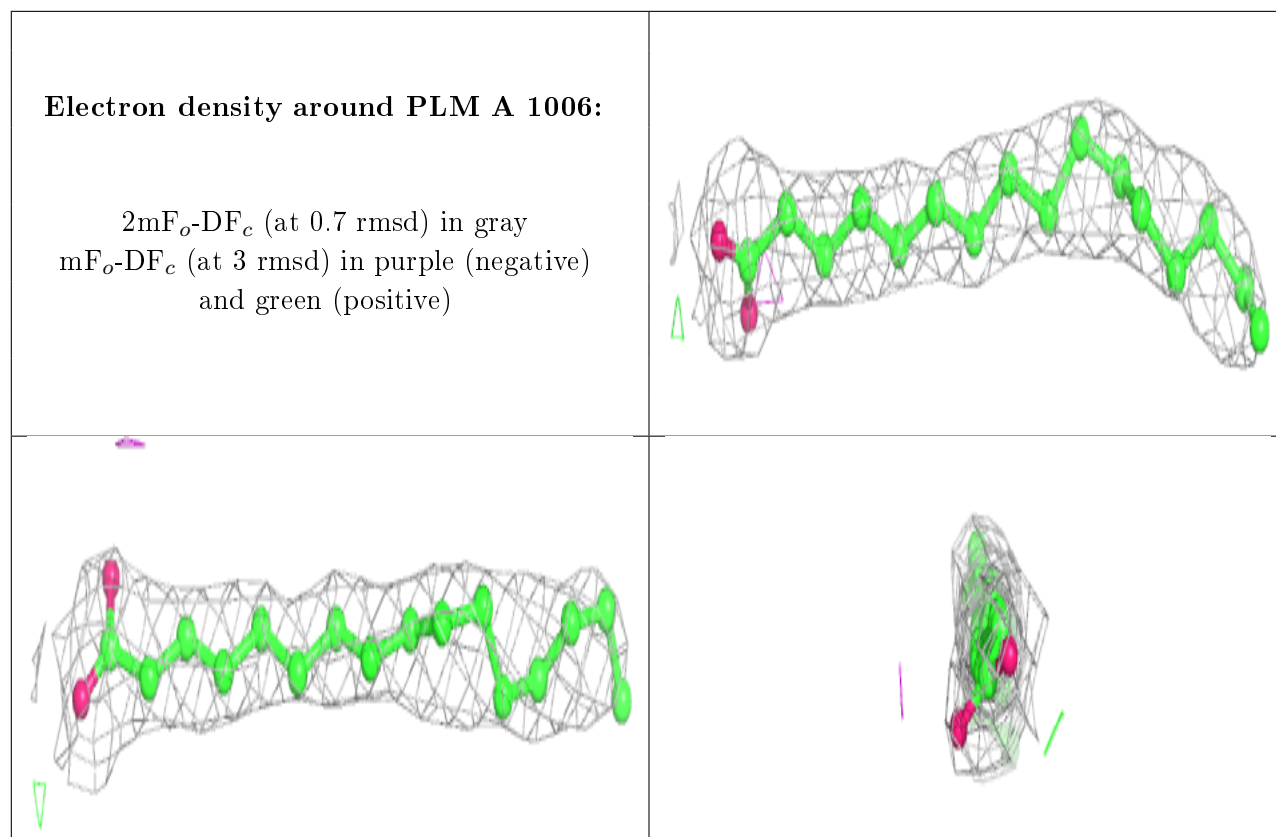 Electron density around PLM A 1006:
2mFo-DFc (at 0.7 rmsd) in gray
mFo-DFc (at 3 rmsd) in purple (negative)
and green (positive)